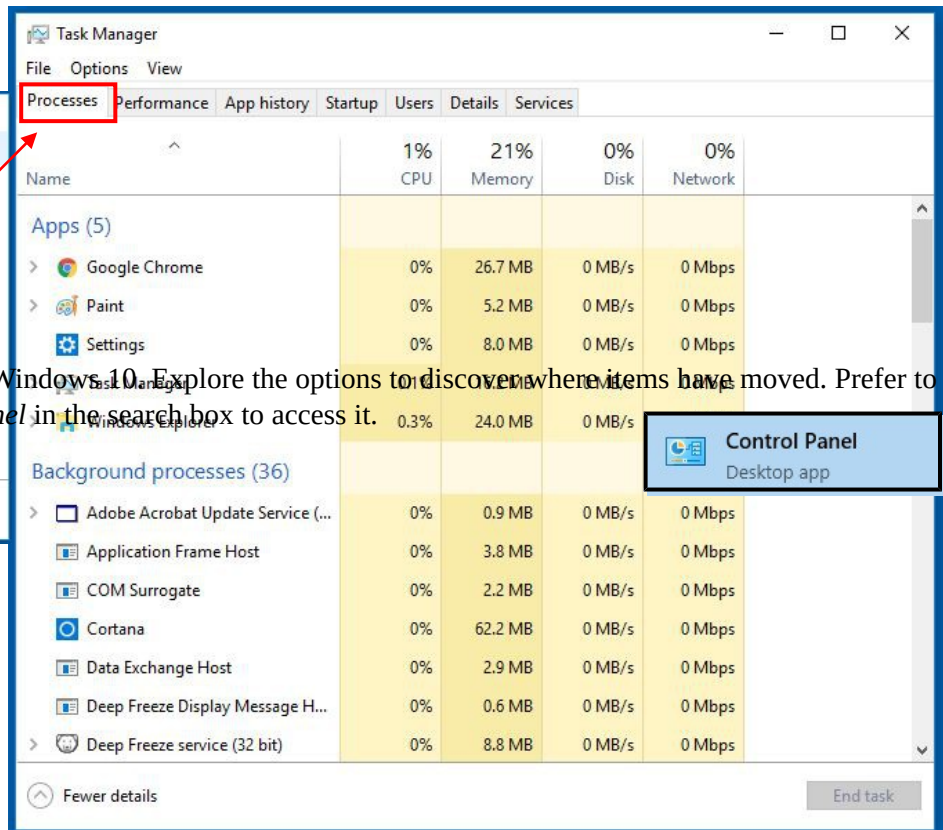 Task Manager
File Options View
Processes Performance App history Startup Users Details Services
1% 21% 0% 0%
Name CPU Memory Disk Network
Apps (5)
Google Chrome 0% 26.7 MB 0 MB/s 0 Mbps
Paint 0% 5.2 MB 0 MB/s 0 Mbps
Settings 0% 8.0 MB 0 MB/s 0 Mbps
Windows 10. Explore the options to discover where items have moved. Prefer to
Task Manager
nel in the search box to access it.
Windows Explorer 0.3% 24.0 MB 0 MB/s
Control Panel
Desktop app
Background processes (36)
Adobe Acrobat Update Service (... 0% 0.9 MB 0 MB/s 0 Mbps
Application Frame Host 0% 3.8 MB 0 MB/s 0 Mbps
COM Surrogate 0% 2.2 MB 0 MB/s 0 Mbps
Cortana 0% 62.2 MB 0 MB/s 0 Mbps
Data Exchange Host 0% 2.9 MB 0 MB/s 0 Mbps
Deep Freeze Display Message H... 0% 0.6 MB 0 MB/s 0 Mbps
Deep Freeze service (32 bit) 0% 8.8 MB 0 MB/s 0 Mbps
Fewer details End task